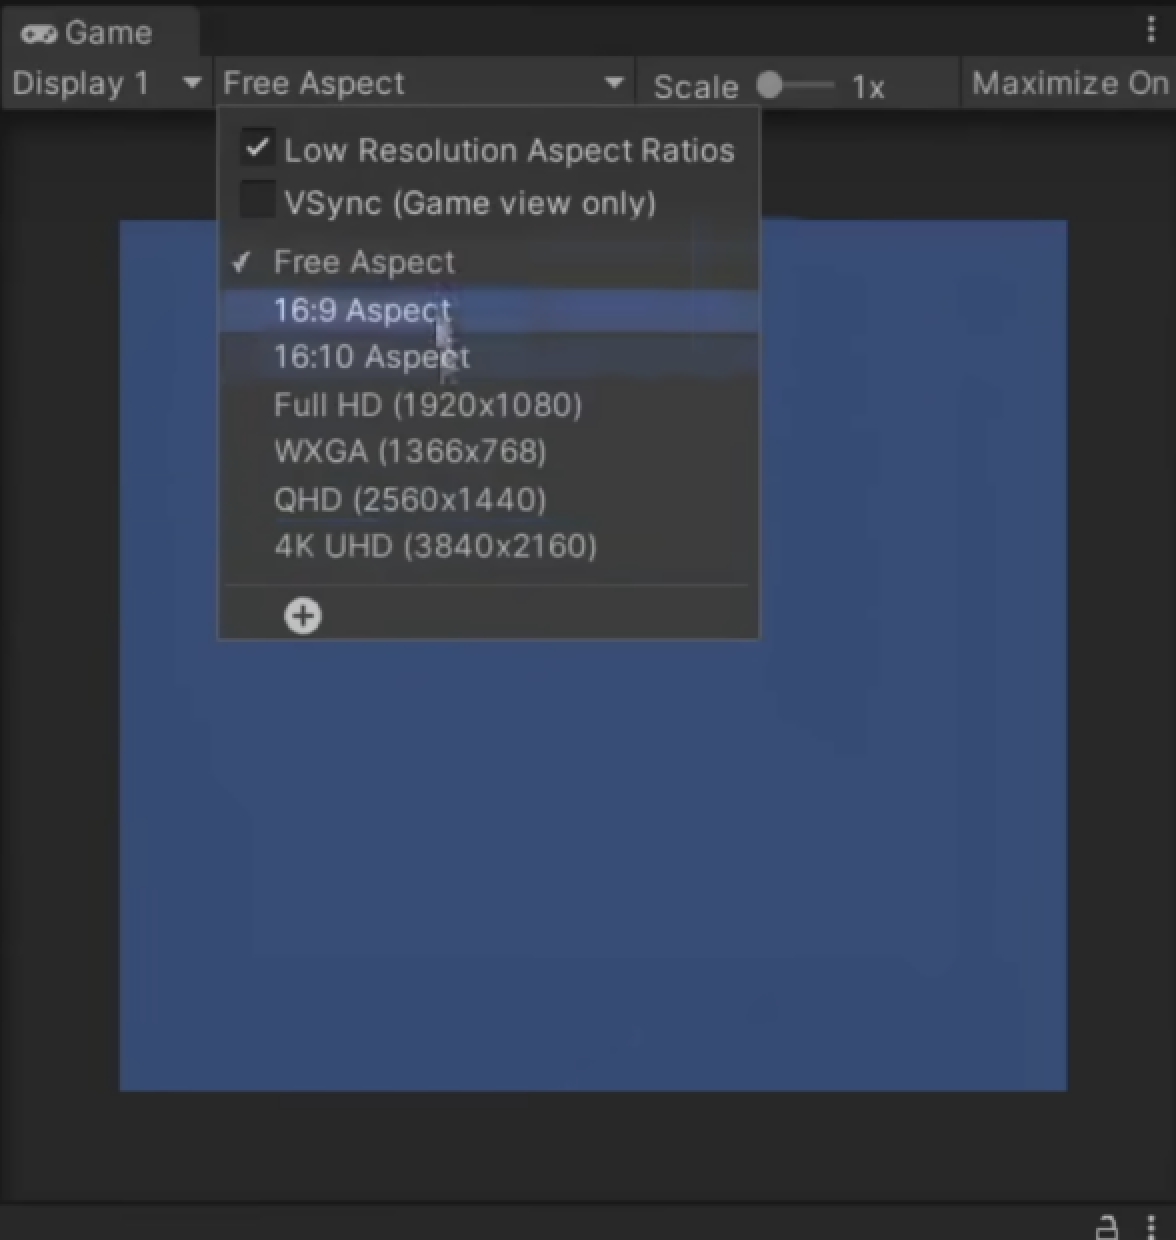 Game
Display 1 Free Aspect Scale 1x Maximize On
Low Resolution Aspect Ratios
VSync (Game view only)
Free Aspect
16:9 Aspect
16:10 Aspect
Full HD (1920x1080)
WXGA (1366x768)
QHD (2560x1440)
4K UHD (3840x2160)